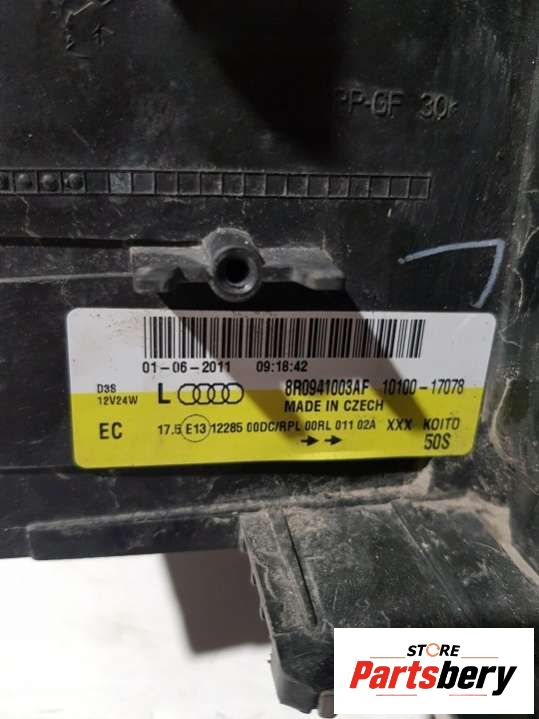 PP-GF 30<
01-06-2011 09:18:42
D3S
12V24W
L 8R0941003AF 10100-17078
MADE IN CZECH
EC 17.5 E13 12285 00DC/RPL 00RL 011 02A XXX KOITO
50S
STORE
Partsbery